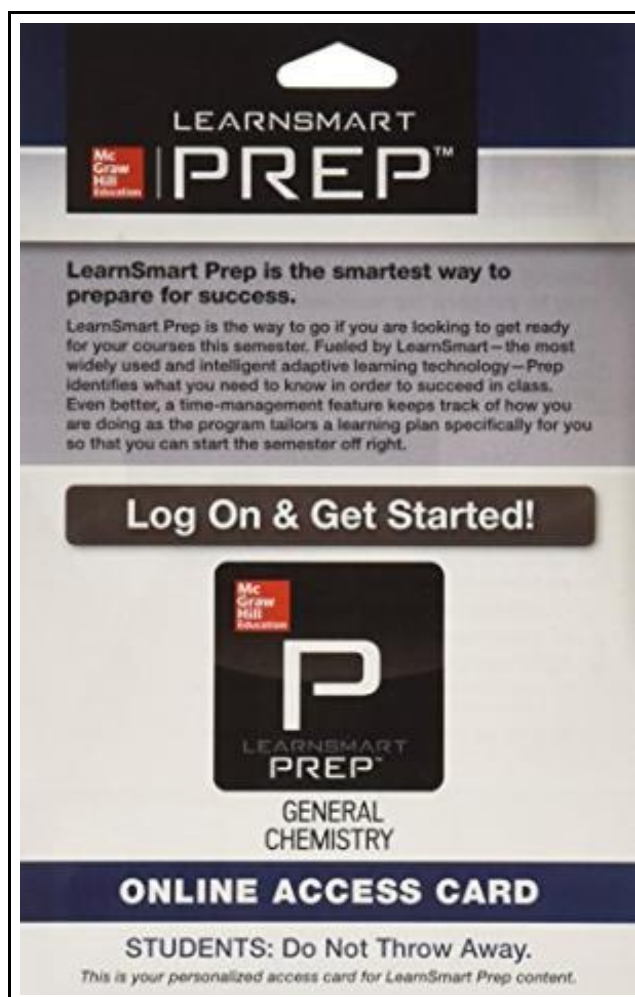 LEARNSMART
Mc
Graw
Hill
Education
PREP™
LearnSmart Prep is the smartest way to
prepare for success.
LearnSmart Prep is the way to go if you are looking to get ready
for your courses this semester. Fueled by LearnSmart—the most
widely used and intelligent adaptive learning technology—Prep
identifies what you need to know in order to succeed in class.
Even better, a time-management feature keeps track of how you
are doing as the program tailors a learning plan specifically for you
so that you can start the semester off right.
Log On & Get Started!
Mc
Graw
Hill
Education
P
LEARNSMART
PREP™
GENERAL
CHEMISTRY
ONLINE ACCESS CARD
STUDENTS: Do Not Throw Away.
This is your personalized access card for LearnSmart Prep content.